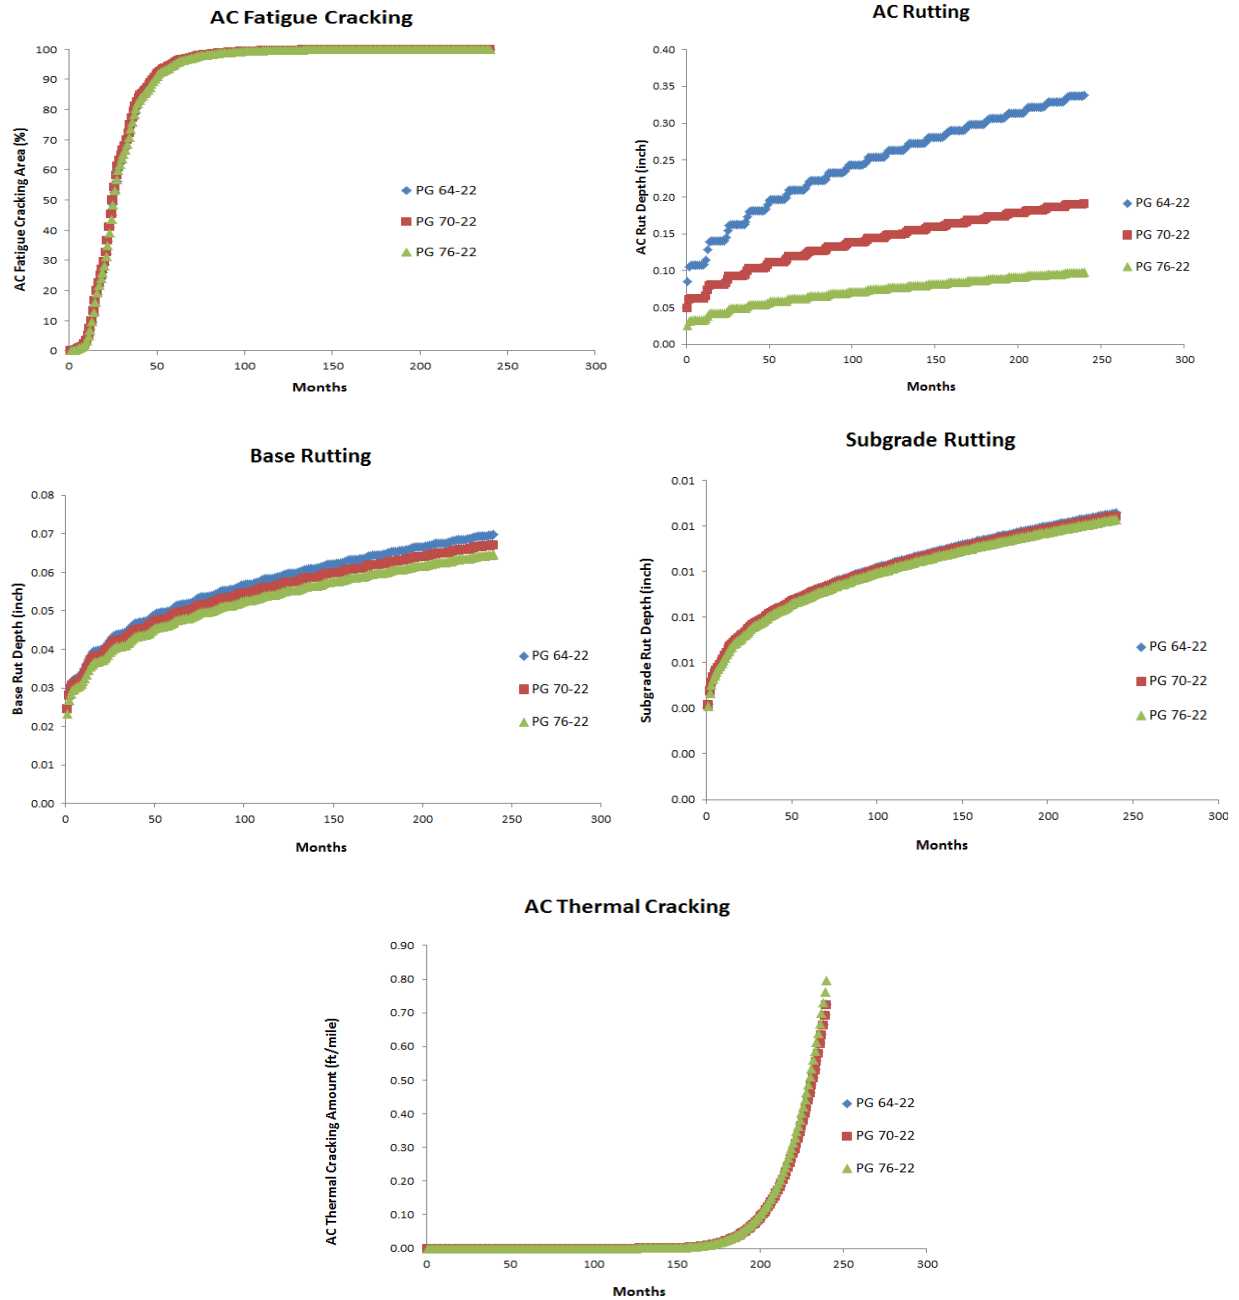 AC Fatigue Cracking
100
90
80
70
60
50
40
30
20
10
0
AC Fatigue Cracking Area (%)
PG 64-22
PG 70-22
PG 76-22
0 50 100 150 200 250 300
Months
AC Rutting
0.40
0.35
0.30
0.25
0.20
0.15
0.10
0.05
0.00
AC Rut Depth (inch)
PG 64-22
PG 70-22
PG 76-22
0 50 100 150 200 250 300
Months
Base Rutting
0.08
0.07
0.06
0.05
0.04
0.03
0.02
0.01
0.00
Base Rut Depth (inch)
PG 64-22
PG 70-22
PG 76-22
0 50 100 150 200 250 300
Months
Subgrade Rutting
0.01
0.01
0.01
0.01
0.01
0.00
0.00
0.00
Subgrade Rut Depth (inch)
PG 64-22
PG 70-22
PG 76-22
0 50 100 150 200 250 300
Months
AC Thermal Cracking
0.90
0.80
0.70
0.60
0.50
0.40
0.30
0.20
0.10
0.00
AC Thermal Cracking Amount (ft/mile)
PG 64-22
PG 70-22
PG 76-22
0 50 100 150 200 250 300
Months